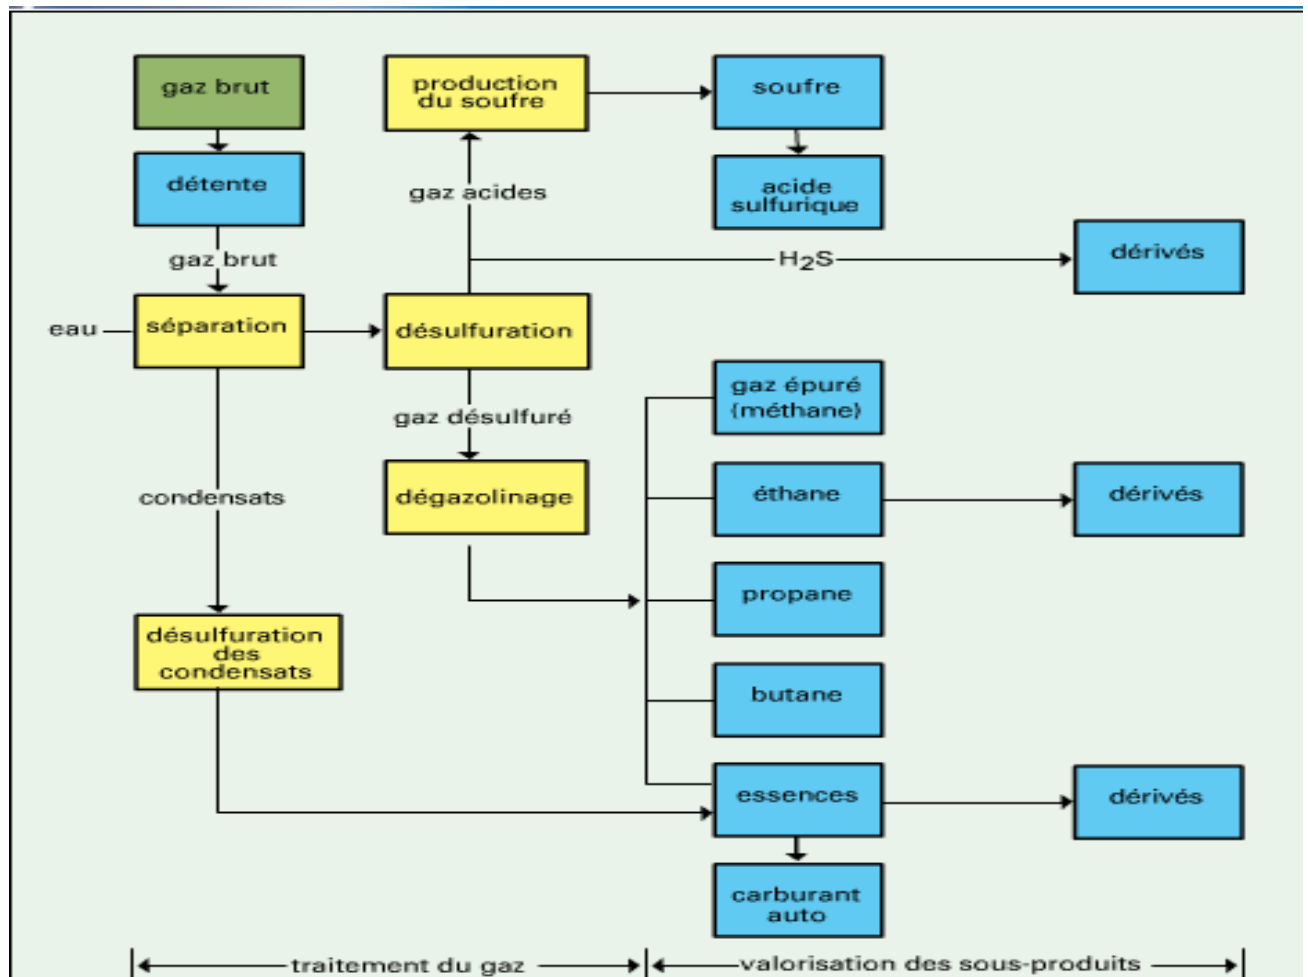 gaz brut
production
du soufre
soufre
détente
gaz acides
acide
sulfurique
gaz brut
H2S
dérivés
eau
séparation
désulfuration
gaz épuré
(méthane)
gaz désulfuré
condensats
dégazolinage
éthane
dérivés
propane
désulfuration
des
condensats
butane
essences
dérivés
carburant
auto
traitement du gaz
valorisation des sous-produits